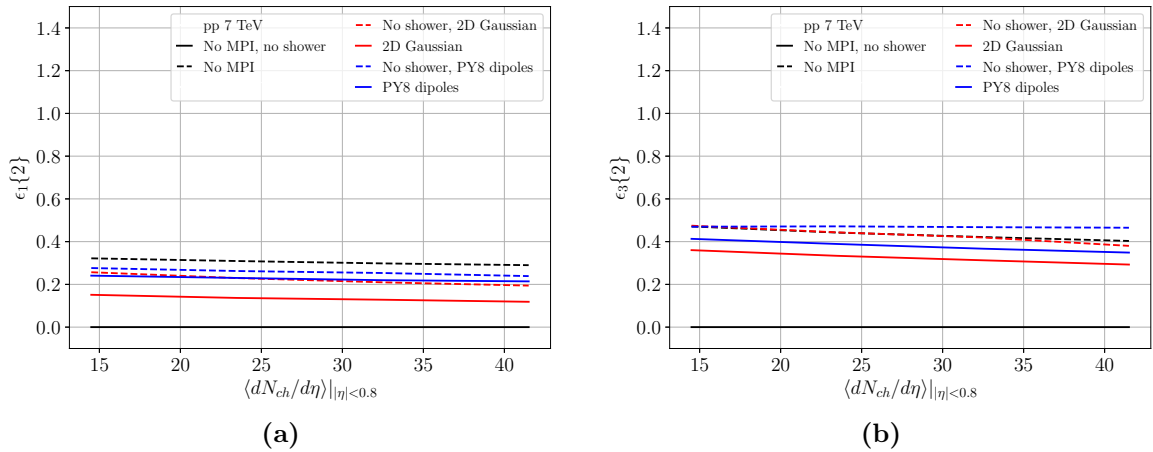 pp 7 TeV
No MPI, no shower
No MPI
No shower, 2D Gaussian
2D Gaussian
No shower, PY8 dipoles
PY8 dipoles
1.4
1.2
1.0
0.8
0.6
0.4
0.2
0.0
ϵ₁{2}
15 20 25 30 35 40
⟨dN_ch/dη⟩||η|<0.8
(a)
pp 7 TeV
No MPI, no shower
No MPI
No shower, 2D Gaussian
2D Gaussian
No shower, PY8 dipoles
PY8 dipoles
1.4
1.2
1.0
0.8
0.6
0.4
0.2
0.0
ϵ₃{2}
15 20 25 30 35 40
⟨dN_ch/dη⟩||η|<0.8
(b)